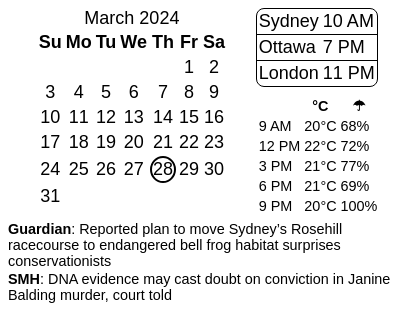 March 2024
Su Mo Tu We Th Fr Sa
1 2
3 4 5 6 7 8 9
10 11 12 13 14 15 16
17 18 19 20 21 22 23
24 25 26 27 28 29 30
31
Sydney 10 AM
Ottawa 7 PM
London 11 PM
°C ☂
9 AM 20°C 68%
12 PM 22°C 72%
3 PM 21°C 77%
6 PM 21°C 69%
9 PM 20°C 100%
Guardian: Reported plan to move Sydney's Rosehill
racecourse to endangered bell frog habitat surprises
conservationists
SMH: DNA evidence may cast doubt on conviction in Janine
Balding murder, court told